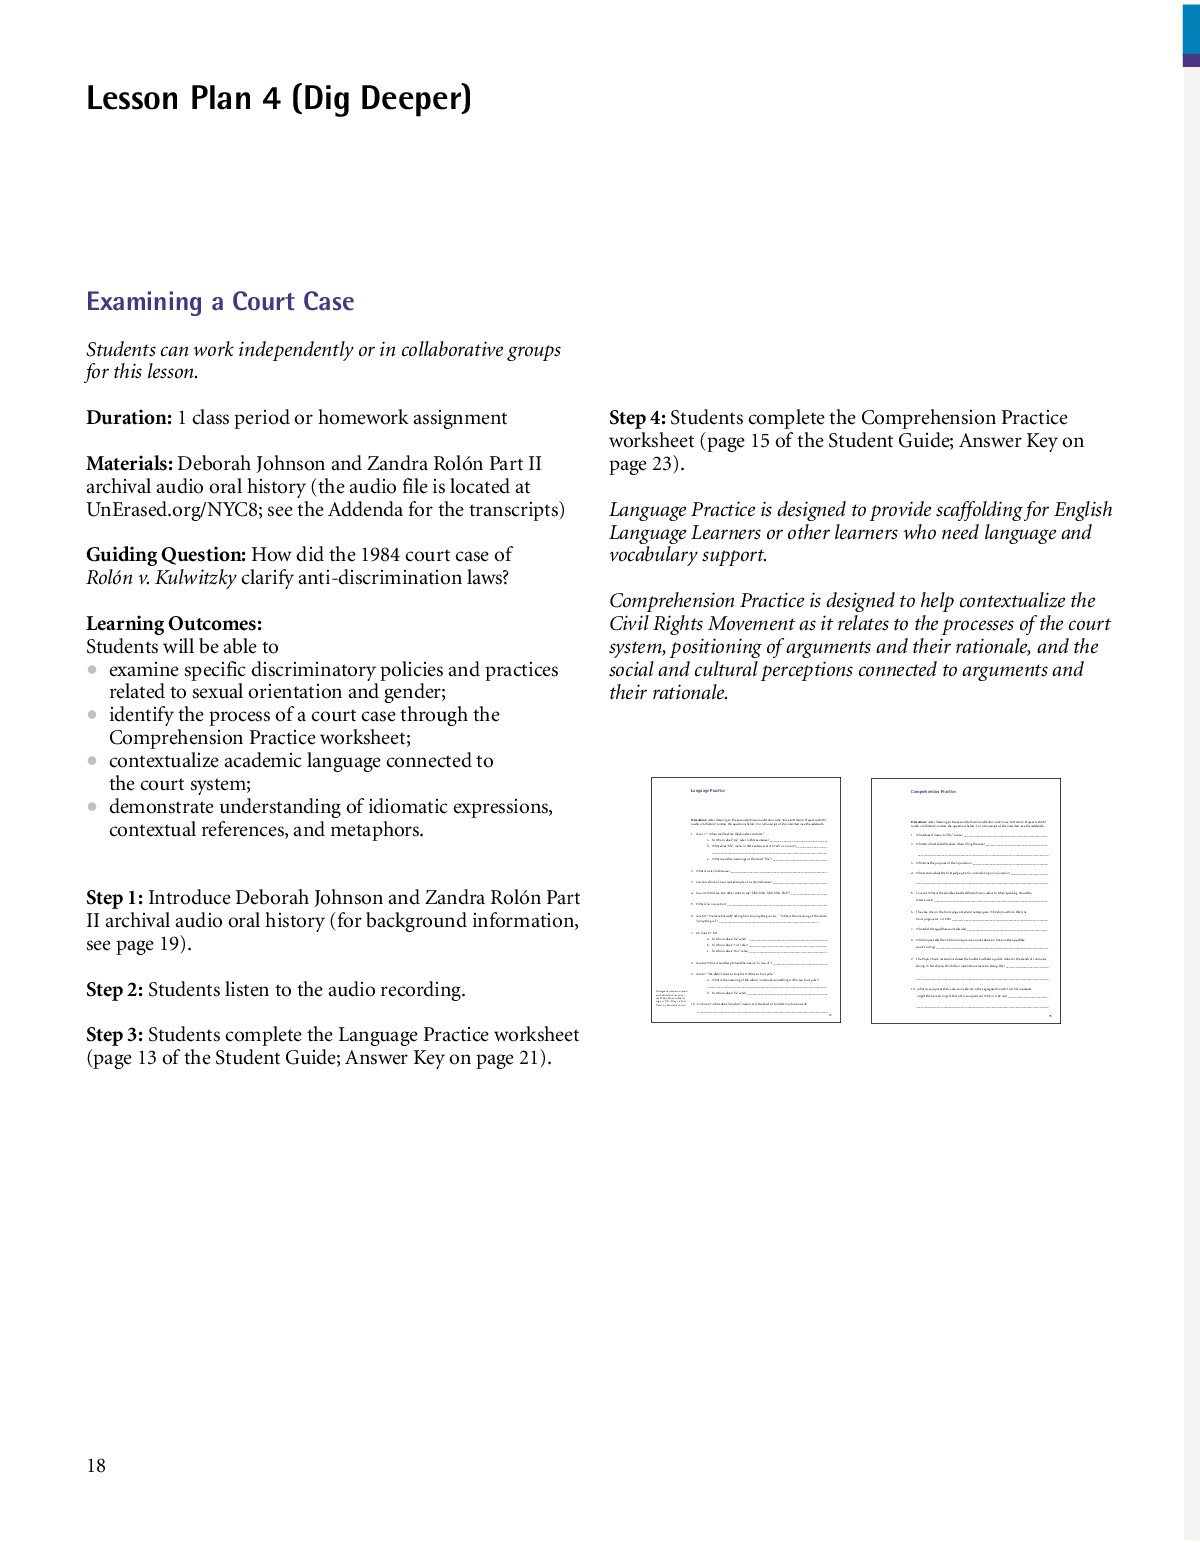 Lesson Plan 4 (Dig Deeper)
Examining a Court Case
Students can work independently or in collaborative groups
for this lesson.
Duration: 1 class period or homework assignment
Materials: Deborah Johnson and Zandra Rolón Part II
archival audio oral history (the audio file is located at
UnErased.org/NYC8; see the Addenda for the transcripts)
Guiding Question: How did the 1984 court case of
Rolón v. Kulwitzky clarify anti-discrimination laws?
Learning Outcomes:
Students will be able to
● examine specific discriminatory policies and practices
related to sexual orientation and gender;
● identify the process of a court case through the
Comprehension Practice worksheet;
● contextualize academic language connected to
the court system;
● demonstrate understanding of idiomatic expressions,
contextual references, and metaphors.
Step 1: Introduce Deborah Johnson and Zandra Rolón Part
II archival audio oral history (for background information,
see page 19).
Step 2: Students listen to the audio recording.
Step 3: Students complete the Language Practice worksheet
(page 13 of the Student Guide; Answer Key on page 21).
Step 4: Students complete the Comprehension Practice
worksheet (page 15 of the Student Guide; Answer Key on
page 23).
Language Practice is designed to provide scaffolding for English
Language Learners or other learners who need language and
vocabulary support.
Comprehension Practice is designed to help contextualize the
Civil Rights Movement as it relates to the processes of the court
system, positioning of arguments and their rationale, and the
social and cultural perceptions connected to arguments and
their rationale.
Language Practice
Comprehension Practice
18